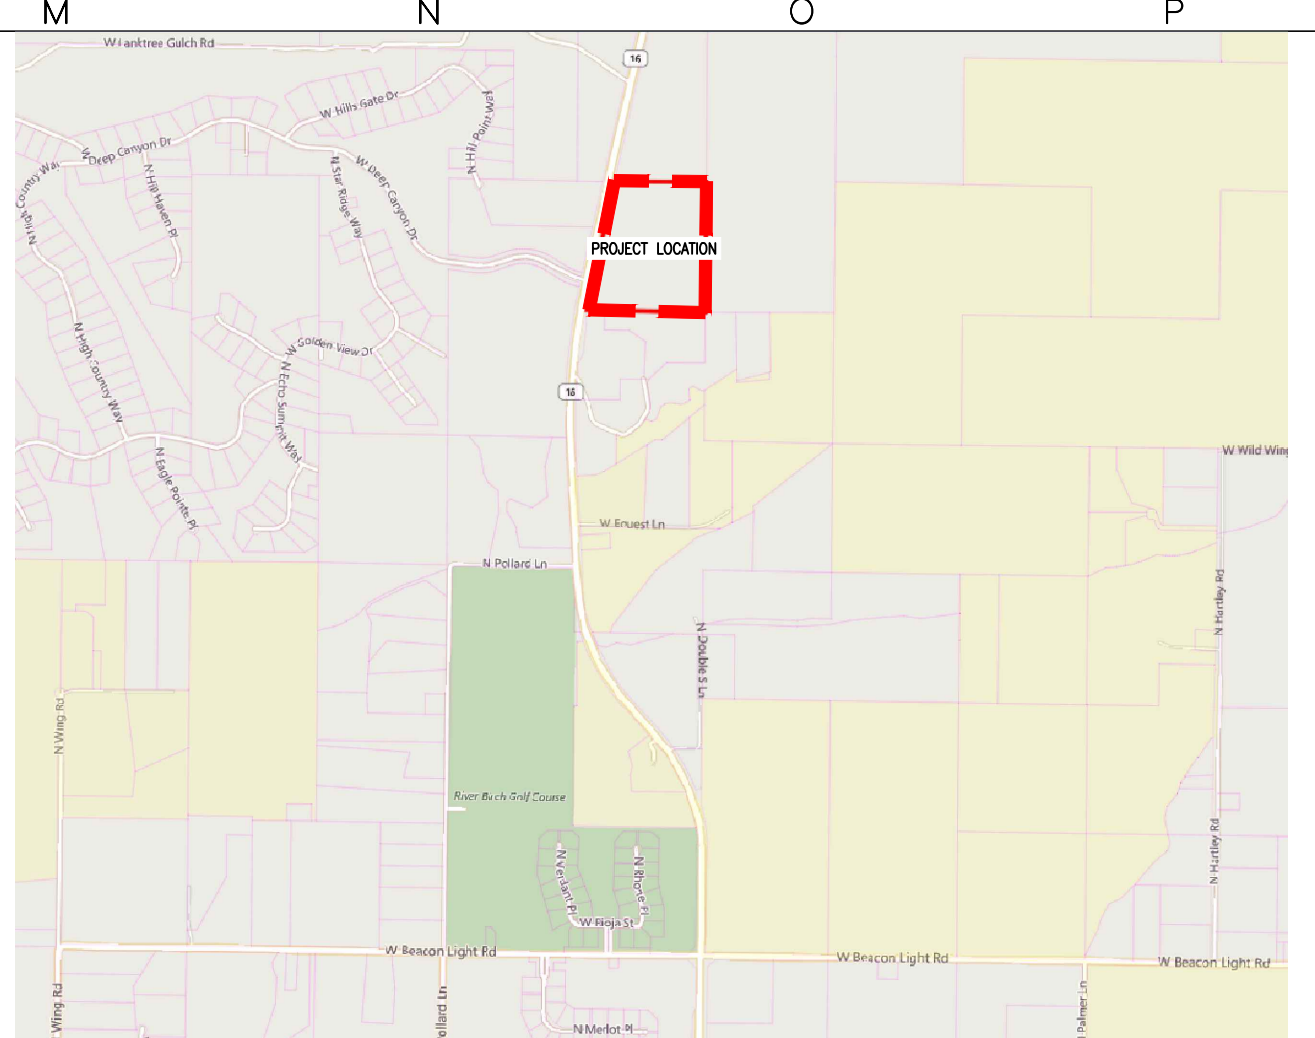 M N O P
W Lanktree Gulch Rd
16
W Hills Gate Dr
N Hill Point Way
W Deep Canyon Dr
N High Country Way
N Hill Haven Pl
N Star Ridge Way
W Deep Canyon Dr
PROJECT LOCATION
N High Country Way
W Golden View Dr
N Echo Summit Way
16
N Eagle Pointe Pl
W Wild Wing
W Equest Ln
N Pollard Ln
N Hartley Rd
N Double S Ln
N Wing Rd
River Birch Golf Course
N Hartley Rd
N Verdant Pl
N Rhone Pl
W Rioja St
W Beacon Light Rd
W Beacon Light Rd
W Beacon Light Rd
Wing Rd
ollard Ln
N Merlot Pl
Palmer Ln